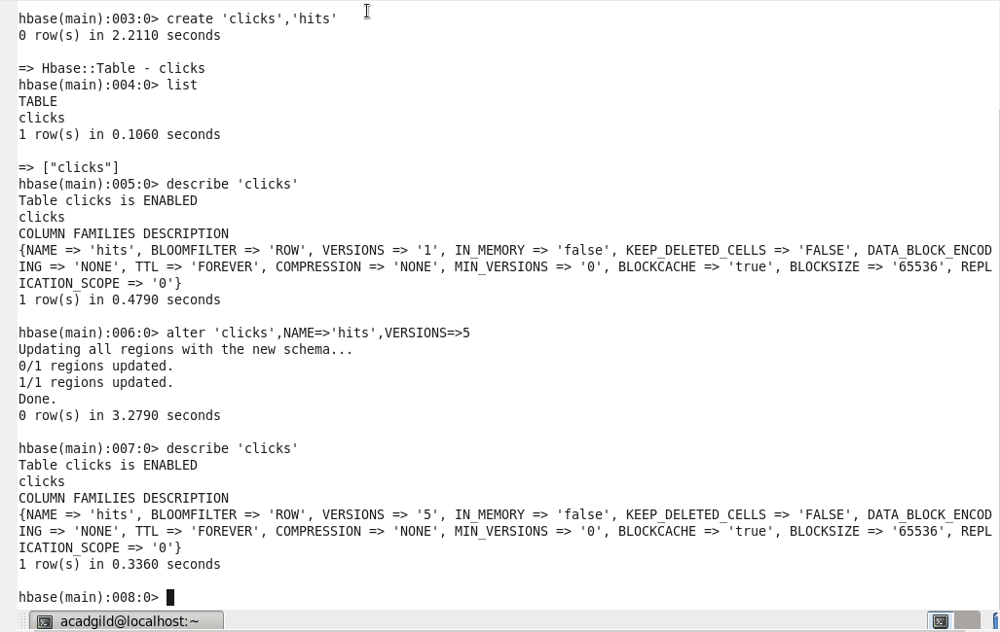 hbase(main):003:0> create 'clicks','hits'
0 row(s) in 2.2110 seconds

=> Hbase::Table - clicks
hbase(main):004:0> list
TABLE
clicks
1 row(s) in 0.1060 seconds

=> ["clicks"]
hbase(main):005:0> describe 'clicks'
Table clicks is ENABLED
clicks
COLUMN FAMILIES DESCRIPTION
{NAME => 'hits', BLOOMFILTER => 'ROW', VERSIONS => '1', IN_MEMORY => 'false', KEEP_DELETED_CELLS => 'FALSE', DATA_BLOCK_ENCOD
ING => 'NONE', TTL => 'FOREVER', COMPRESSION => 'NONE', MIN_VERSIONS => '0', BLOCKCACHE => 'true', BLOCKSIZE => '65536', REPL
ICATION_SCOPE => '0'}
1 row(s) in 0.4790 seconds

hbase(main):006:0> alter 'clicks',NAME=>'hits',VERSIONS=>5
Updating all regions with the new schema...
0/1 regions updated.
1/1 regions updated.
Done.
0 row(s) in 3.2790 seconds

hbase(main):007:0> describe 'clicks'
Table clicks is ENABLED
clicks
COLUMN FAMILIES DESCRIPTION
{NAME => 'hits', BLOOMFILTER => 'ROW', VERSIONS => '5', IN_MEMORY => 'false', KEEP_DELETED_CELLS => 'FALSE', DATA_BLOCK_ENCOD
ING => 'NONE', TTL => 'FOREVER', COMPRESSION => 'NONE', MIN_VERSIONS => '0', BLOCKCACHE => 'true', BLOCKSIZE => '65536', REPL
ICATION_SCOPE => '0'}
1 row(s) in 0.3360 seconds

hbase(main):008:0>
acadgild@localhost:~